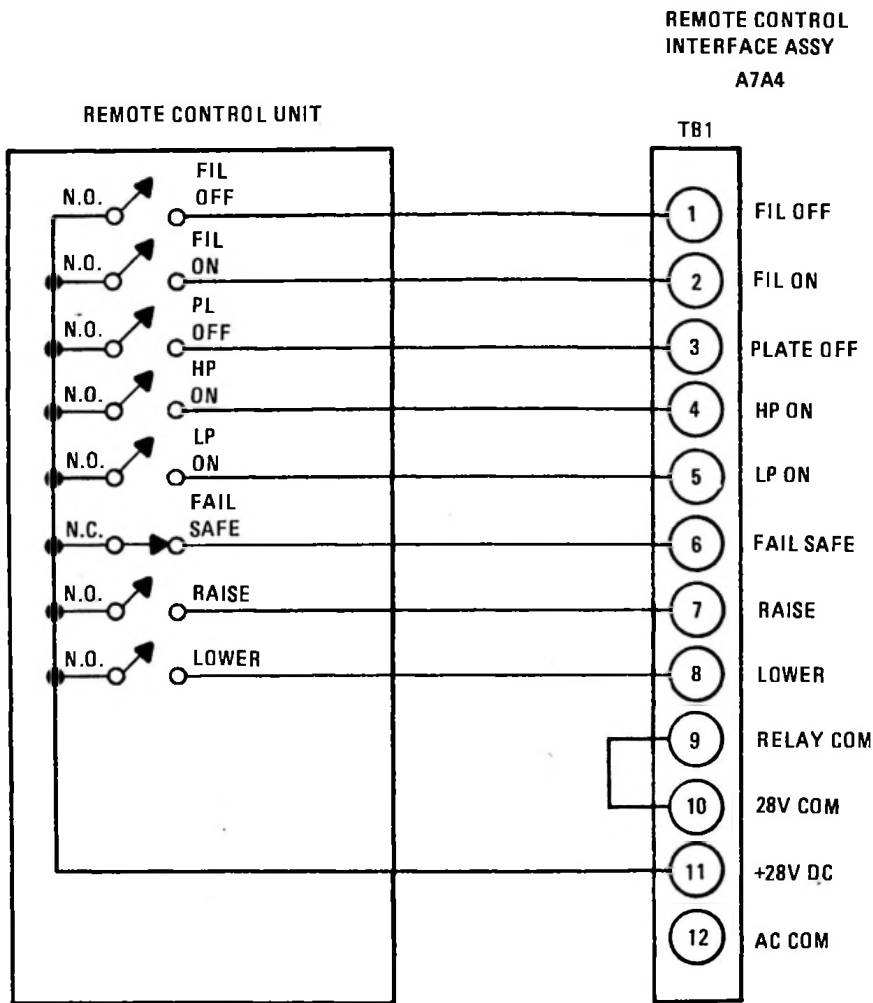 REMOTE CONTROL
INTERFACE ASSY
A7A4
REMOTE CONTROL UNIT
TB1
N.O. FIL
OFF
1 FIL OFF
N.O. FIL
ON
2 FIL ON
N.O. PL
OFF
3 PLATE OFF
N.O. HP
ON
4 HP ON
N.O. LP
ON
5 LP ON
N.C. FAIL
SAFE
6 FAIL SAFE
N.O. RAISE
7 RAISE
N.O. LOWER
8 LOWER
9 RELAY COM
10 28V COM
11 +28V DC
12 AC COM